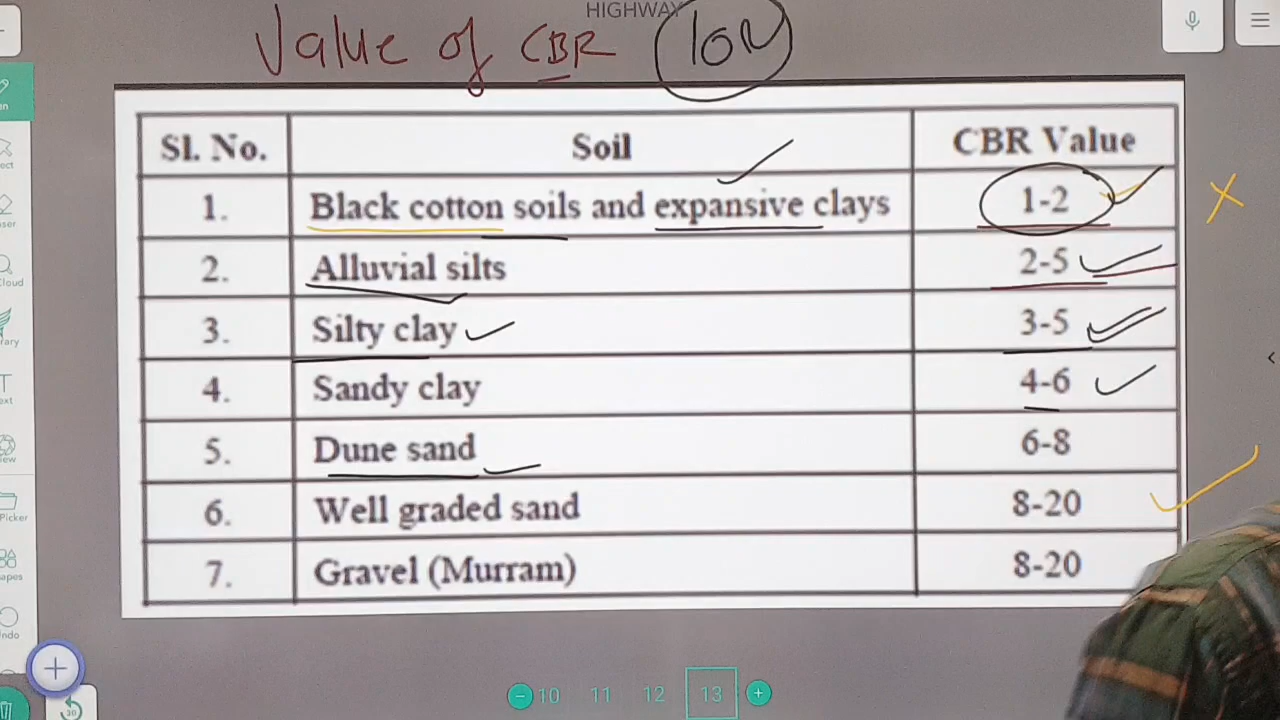 HIGHWAY
Value of CBR
Sl. No. Soil CBR Value
1. Black cotton soils and expansive clays 1-2
2. Alluvial silts 2-5
3. Silty clay 3-5
4. Sandy clay 4-6
5. Dune sand 6-8
6. Well graded sand 8-20
7. Gravel (Murram) 8-20
10 11 12 13
30